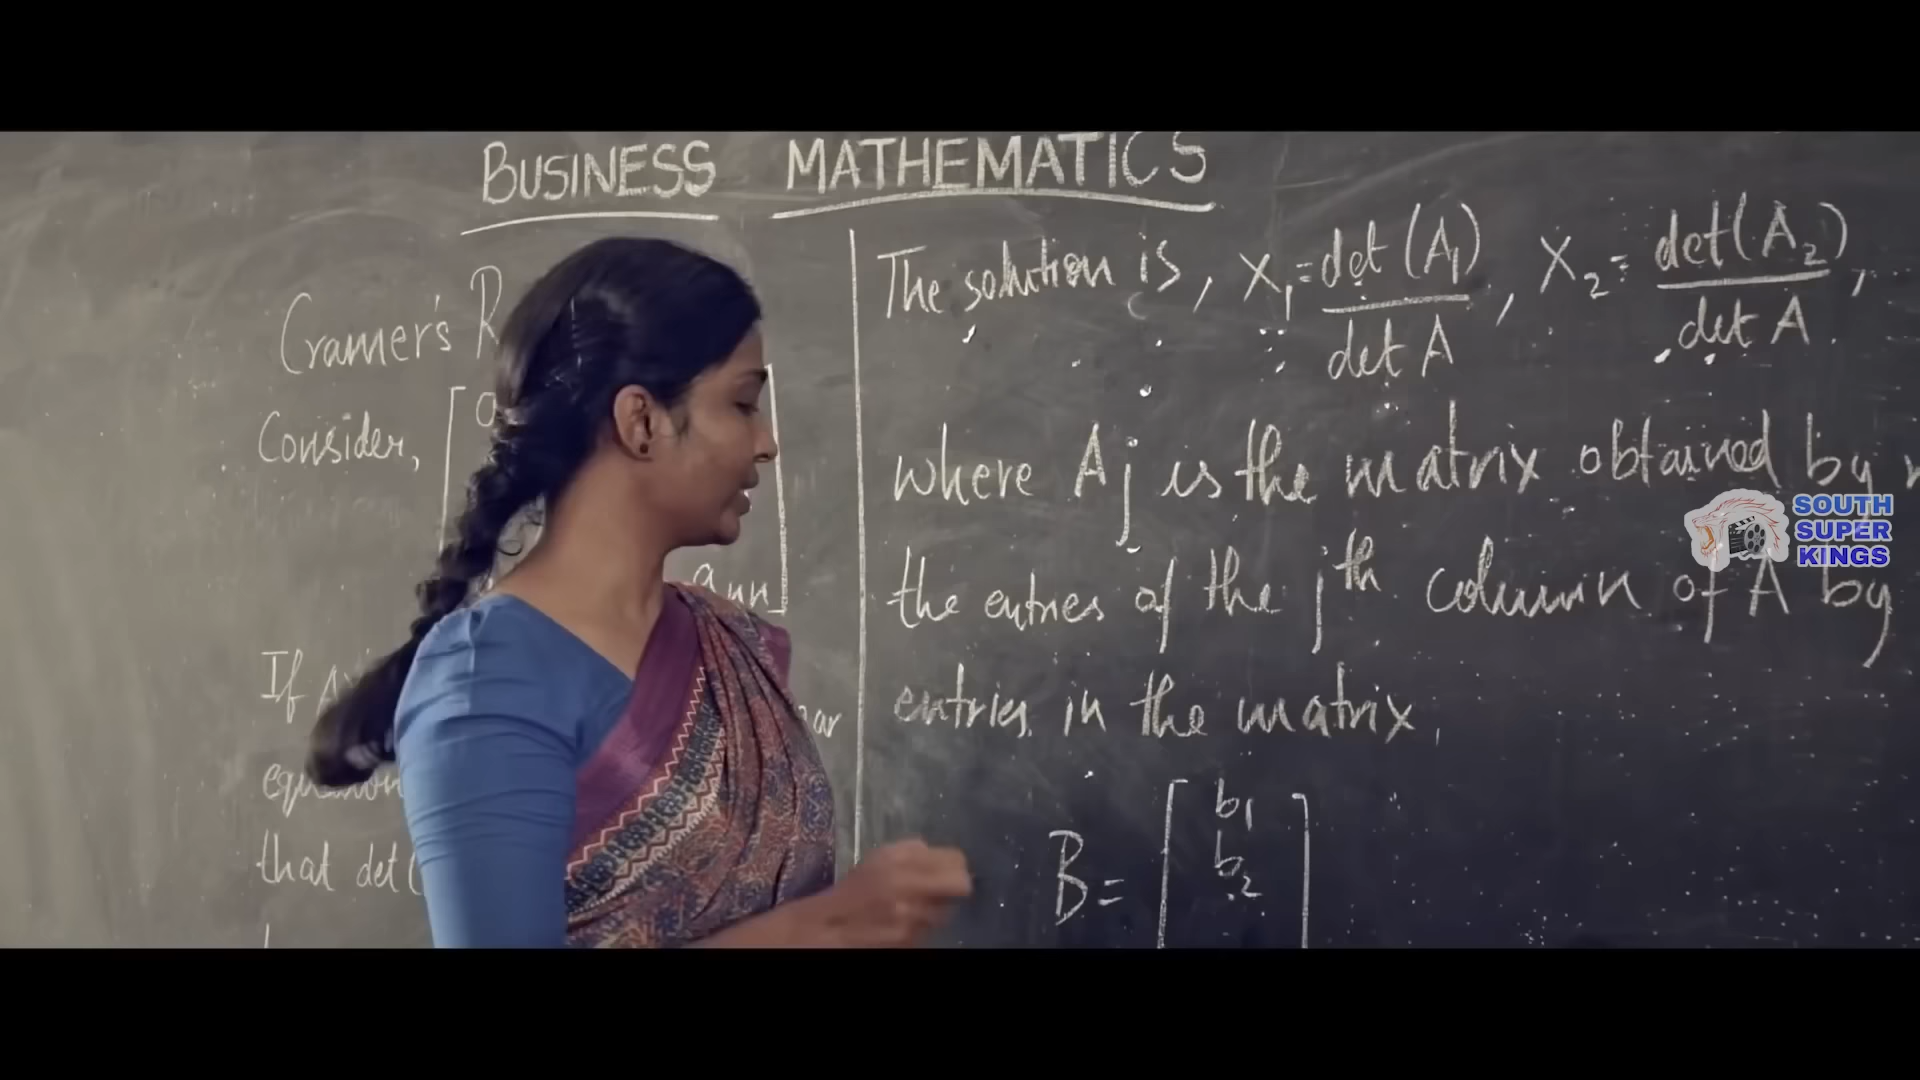 BUSINESS MATHEMATICS
Cramer's
Consider,
ann
If
that det(
The solution is, X1 = det (A1) / det A, X2 = det (A2) / det A,
where Aj is the matrix obtained by
the entries of the jth column of A by
entries in the matrix,
B = [ b1
b2 ]
SOUTH
SUPER
KINGS